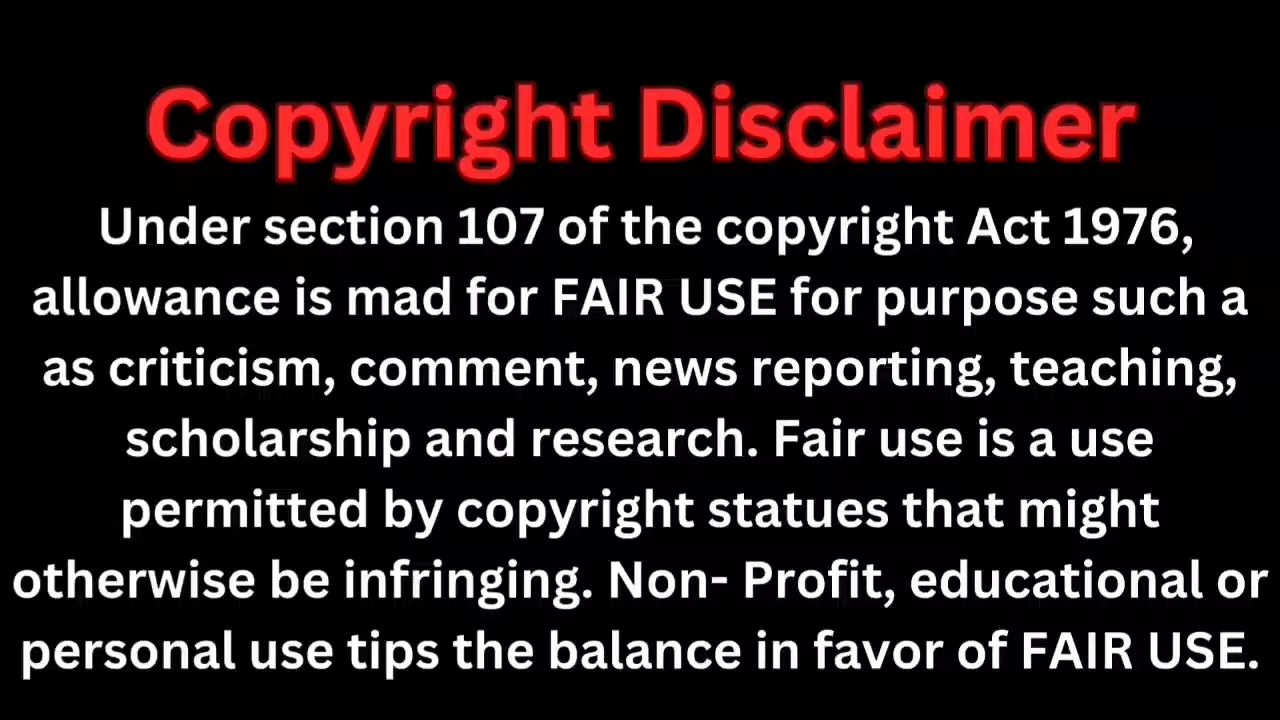 Copyright Disclaimer
Under section 107 of the copyright Act 1976,
allowance is mad for FAIR USE for purpose such a
as criticism, comment, news reporting, teaching,
scholarship and research. Fair use is a use
permitted by copyright statues that might
otherwise be infringing. Non- Profit, educational or
personal use tips the balance in favor of FAIR USE.